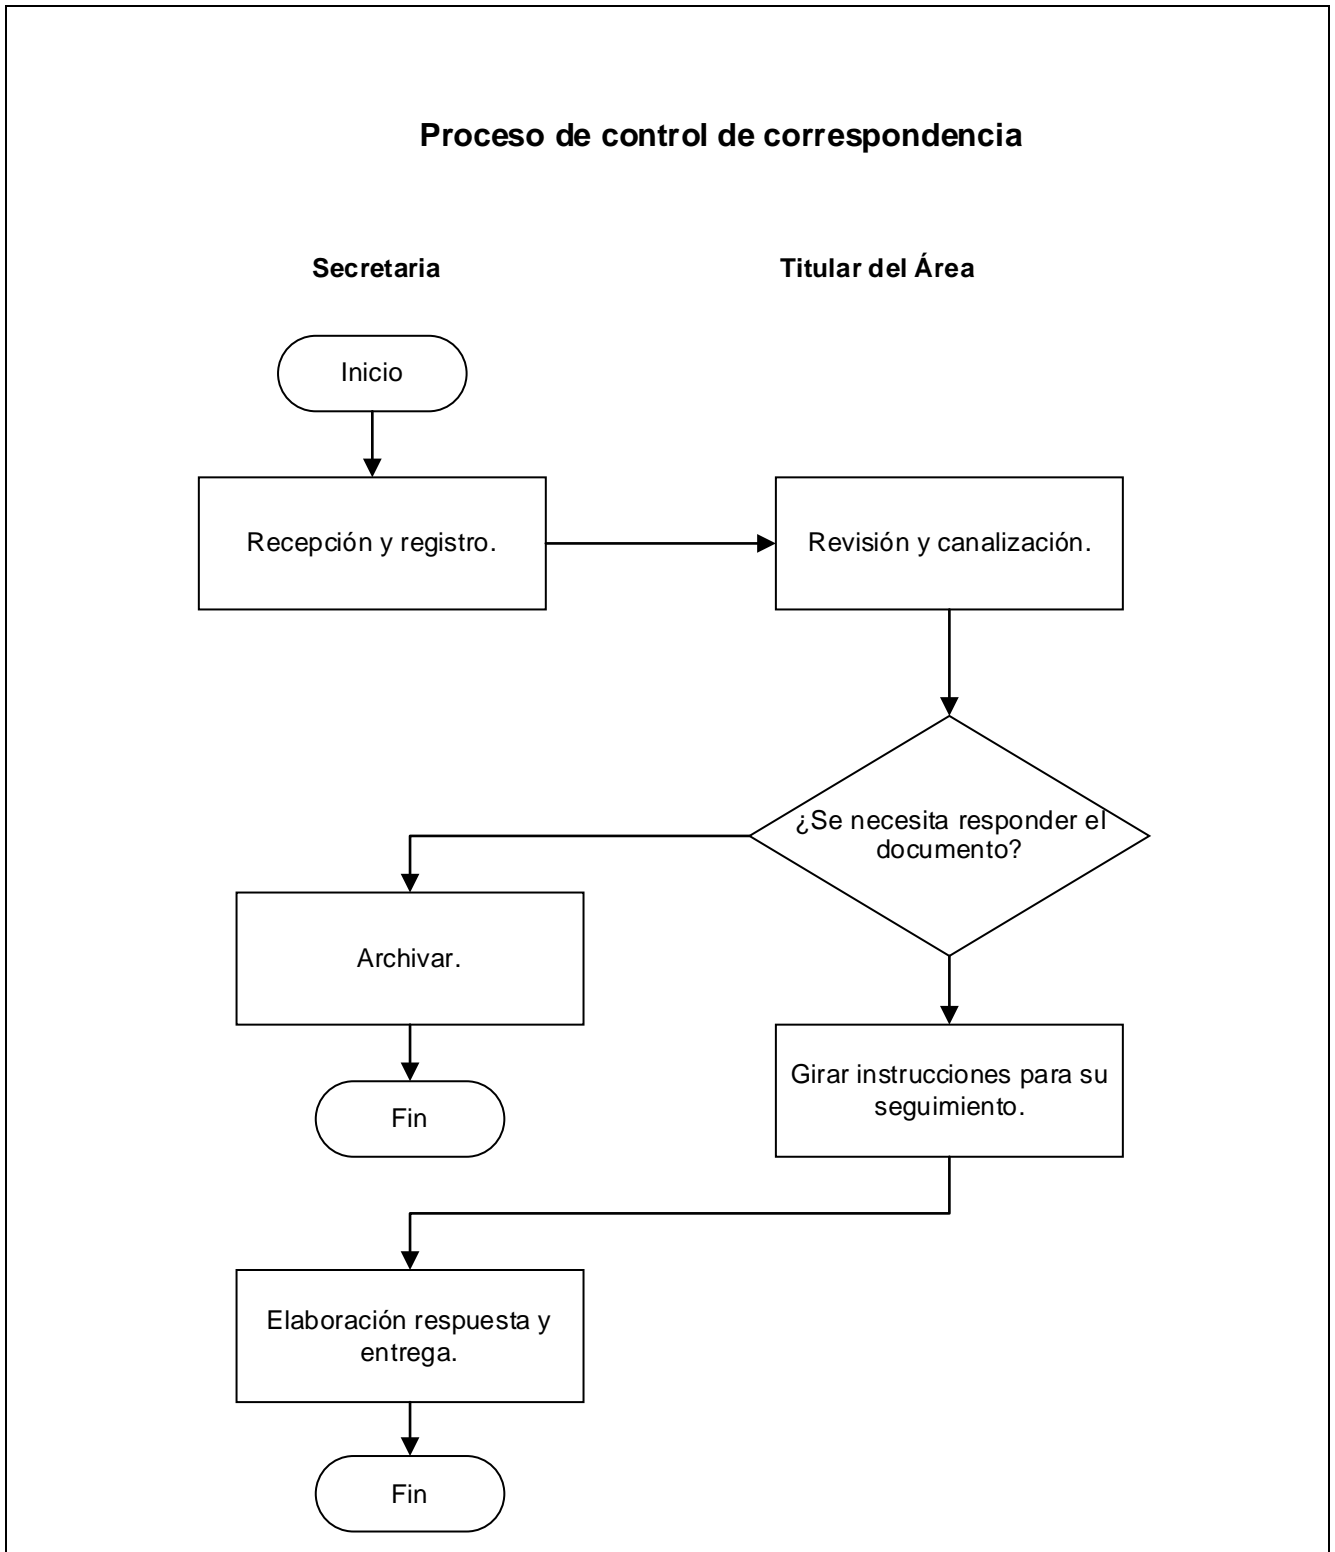 Proceso de control de correspondencia
Secretaria
Titular del Área
Inicio
Recepción y registro.
Revisión y canalización.
¿Se necesita responder el
documento?
Archivar.
Girar instrucciones para su
seguimiento.
Fin
Elaboración respuesta y
entrega.
Fin